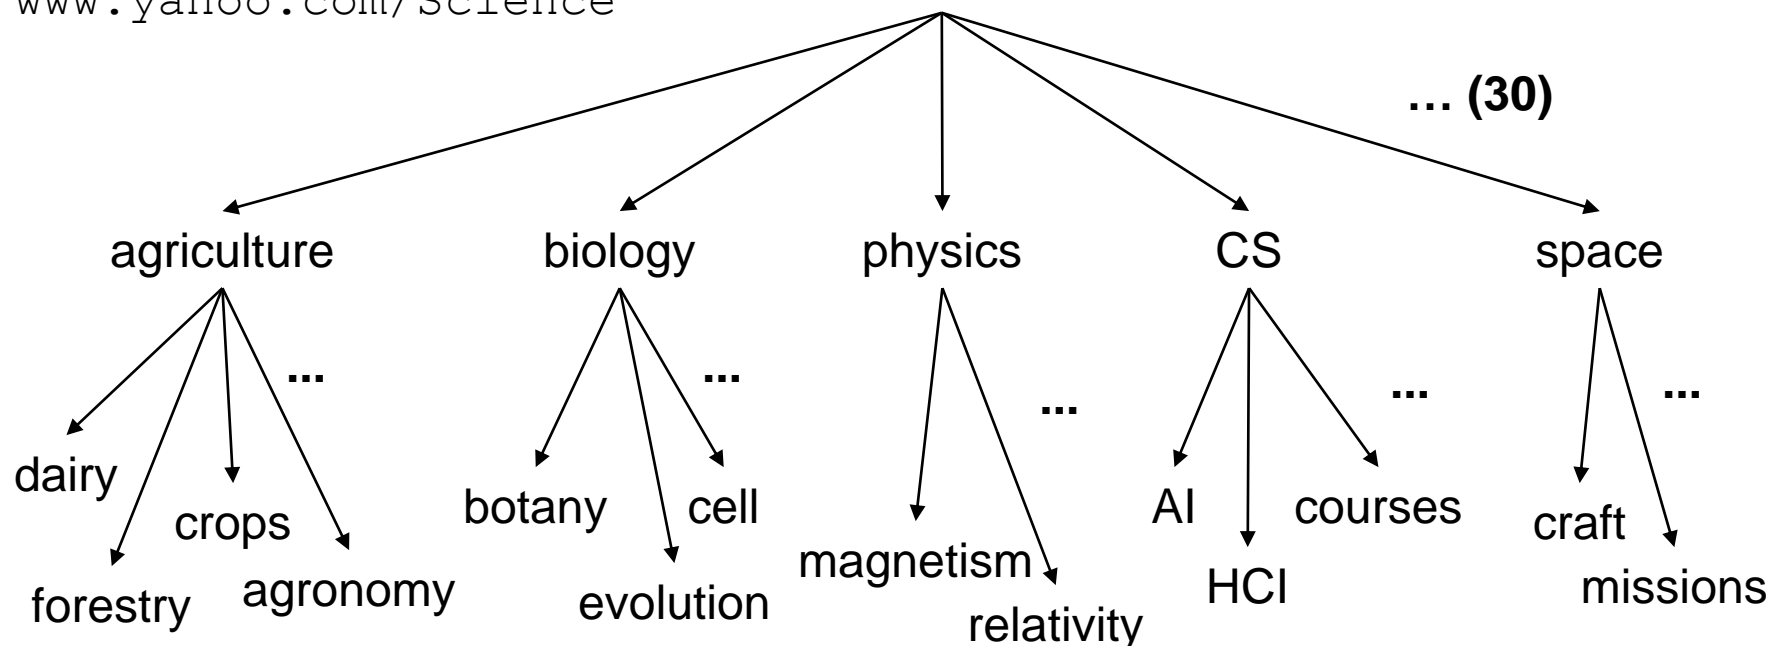 www.yahoo.com/Science
... (30)
agriculture biology physics CS space
... ... ... ... ...
dairy
crops
forestry
agronomy
botany
cell
evolution
magnetism
relativity
AI
courses
HCI
craft
missions